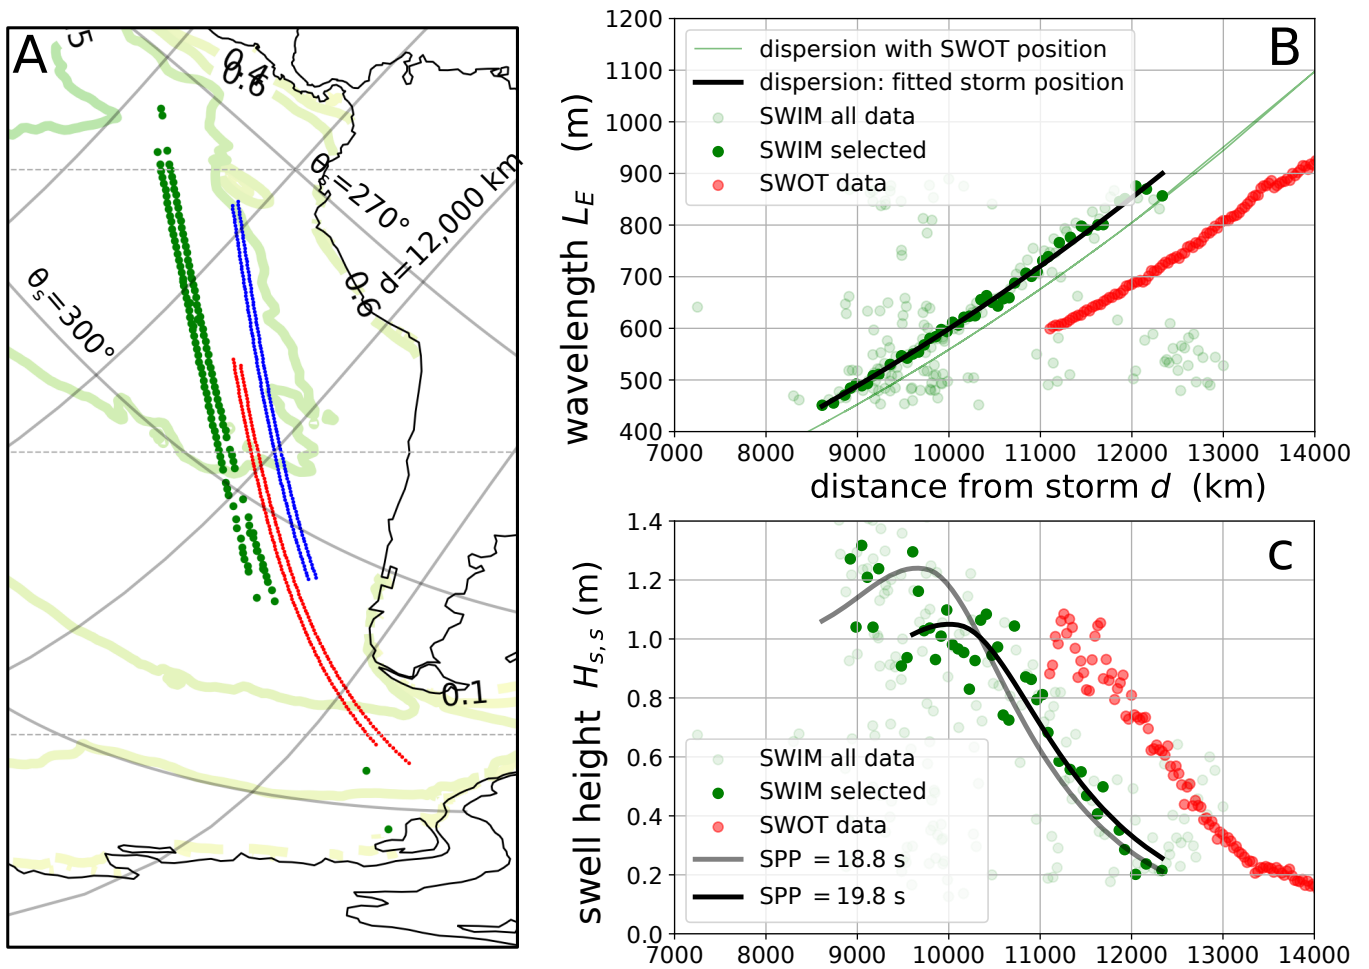 A
5
0.4
0.6
θs=270°
d=12,000 km
0.6
θs=300°
0.1
B
1200
1100
1000
900
800
700
600
500
400
wavelength LE (m)
dispersion with SWOT position
dispersion: fitted storm position
SWIM all data
SWIM selected
SWOT data
7000 8000 9000 10000 11000 12000 13000 14000
distance from storm d (km)
C
1.4
1.2
1.0
0.8
0.6
0.4
0.2
0.0
swell height Hs,s (m)
SWIM all data
SWIM selected
SWOT data
SPP = 18.8 s
SPP = 19.8 s
7000 8000 9000 10000 11000 12000 13000 14000